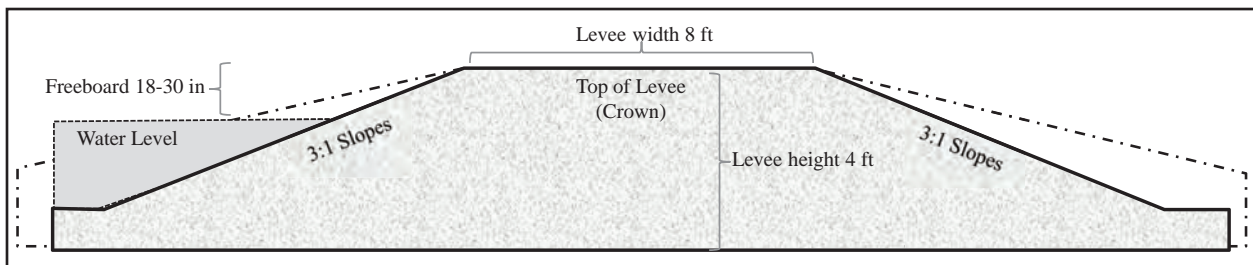 Levee width 8 ft
Freeboard 18-30 in
Top of Levee
(Crown)
Water Level
3:1 Slopes
3:1 Slopes
Levee height 4 ft